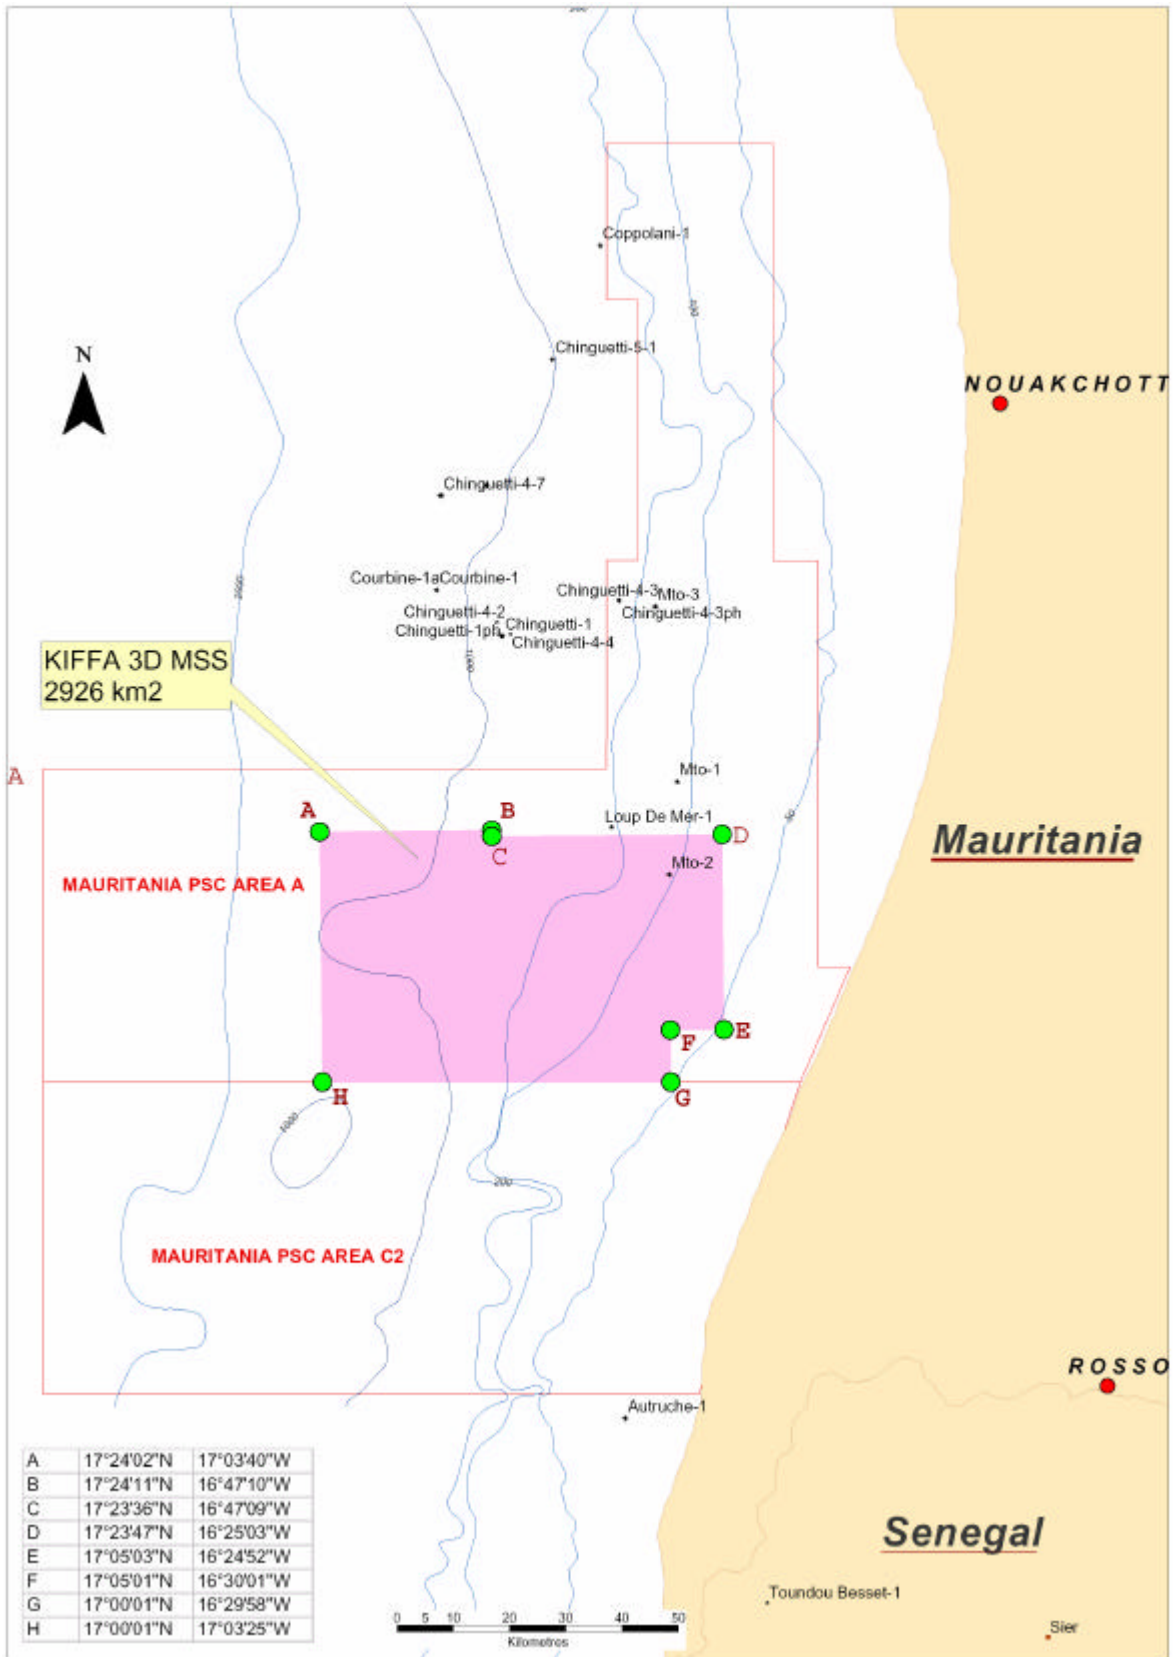 Coppolani-1
Chinguetti-5-1
400
N
NOUAKCHOTT
Chinguetti-4-7
Courbine-1aCourbine-1
Chinguetti-4-3 Mto-3
Chinguetti-4-3ph
Chinguetti-4-2
Chinguetti-1
Chinguetti-1ph
Chinguetti-4-4
1000
KIFFA 3D MSS
2926 km2
A
Mto-1
A
B
Loup De Mer-1
50
D
C
Mauritania
Mto-2
MAURITANIA PSC AREA A
F
E
H
G
1000
200
MAURITANIA PSC AREA C2
ROSSO
Autruche-1
A 17°24'02"N 17°03'40"W
B 17°24'11"N 16°47'10"W
C 17°23'36"N 16°47'09"W
D 17°23'47"N 16°25'03"W
E 17°05'03"N 16°24'52"W
F 17°05'01"N 16°30'01"W
G 17°00'01"N 16°29'58"W
H 17°00'01"N 17°03'25"W
Senegal
Toundou Besset-1
Sier
0 5 10 20 30 40 50
Kilometres